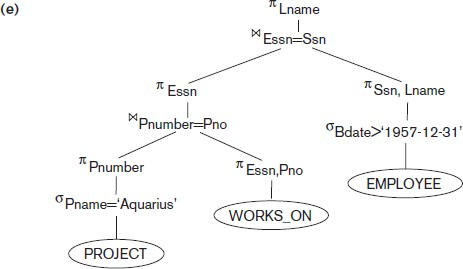 (e)
π Lname
⋈ Essn=Ssn
π Essn
π Ssn, Lname
⋈ Pnumber=Pno
σ Bdate>'1957-12-31'
π Pnumber
π Essn,Pno
EMPLOYEE
σ Pname='Aquarius'
WORKS_ON
PROJECT